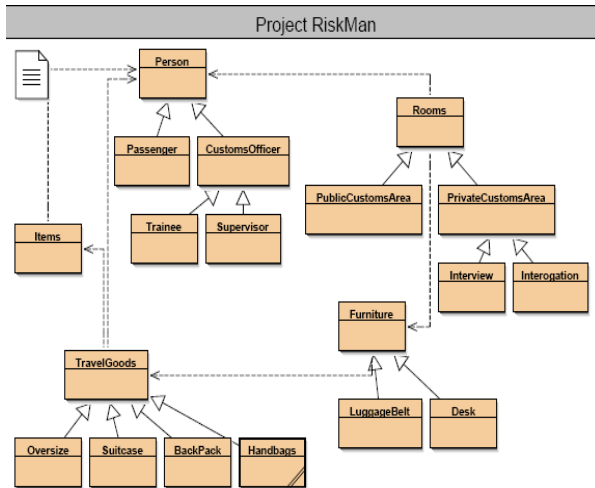 Project RiskMan
Person
Rooms
Passenger
CustomsOfficer
PublicCustomsArea
PrivateCustomsArea
Items
Trainee
Supervisor
Interview
Interogation
Furniture
TravelGoods
LuggageBelt
Desk
Oversize
Suitcase
BackPack
Handbags